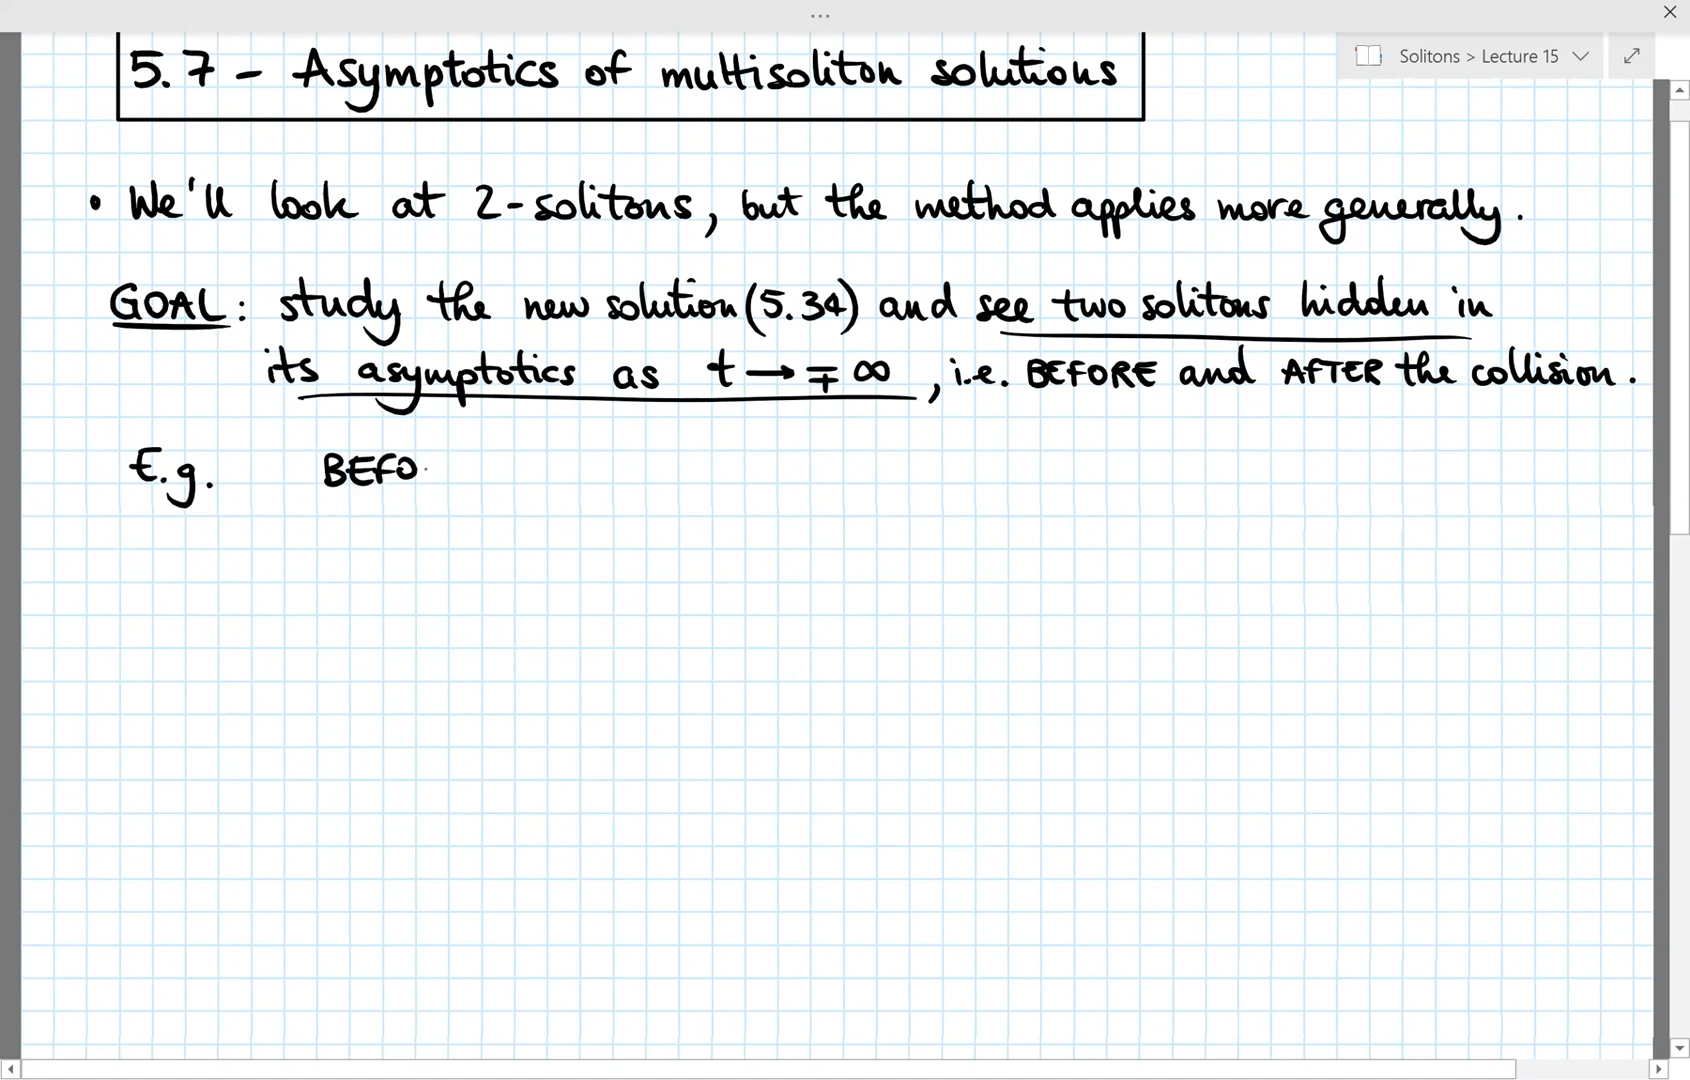 ...
Solitons > Lecture 15
5.7 - Asymptotics of multisoliton solutions
• We'll look at 2-solitons, but the method applies more generally.
GOAL: study the new solution (5.34) and see two solitons hidden in
its asymptotics as t → ∓ ∞, i.e. BEFORE and AFTER the collision.
E.g. BEFO